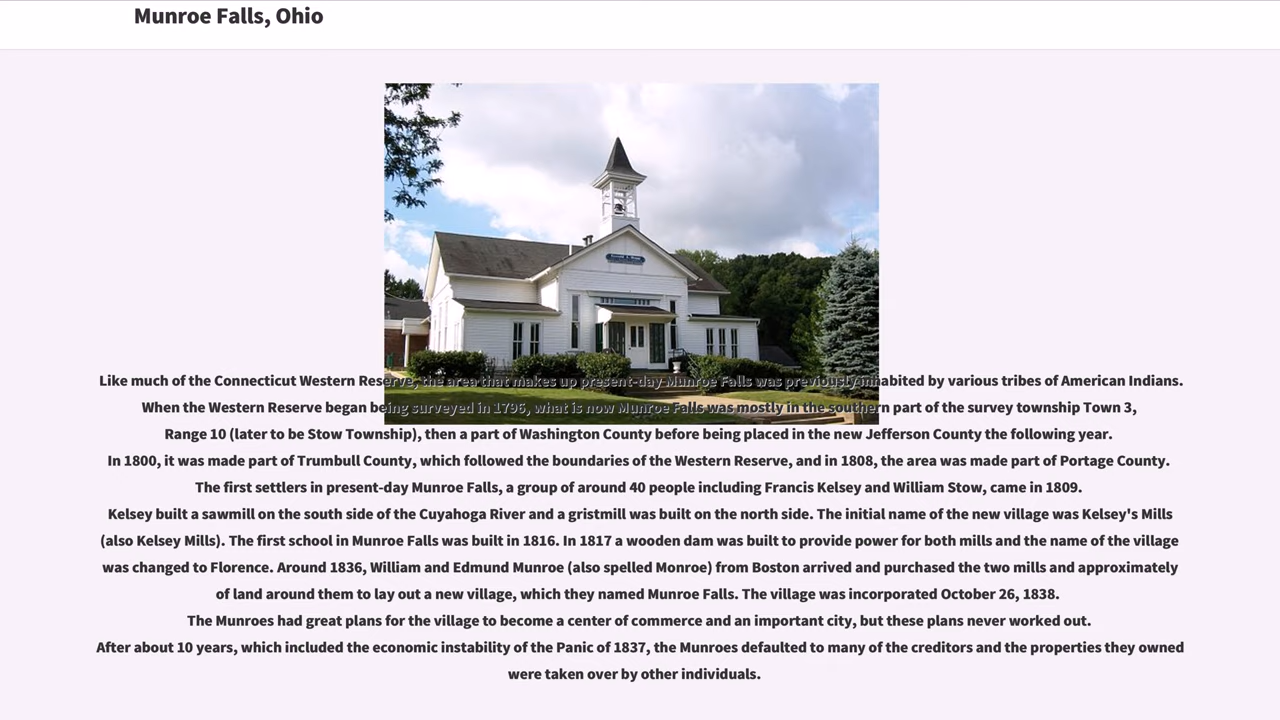 Munroe Falls, Ohio
Like much of the Connecticut Western Reserve, the area that makes up present-day Munroe Falls was previously inhabited by various tribes of American Indians.
When the Western Reserve began being surveyed in 1796, what is now Munroe Falls was mostly in the southern part of the survey township Town 3,
Range 10 (later to be Stow Township), then a part of Washington County before being placed in the new Jefferson County the following year.
In 1800, it was made part of Trumbull County, which followed the boundaries of the Western Reserve, and in 1808, the area was made part of Portage County.
The first settlers in present-day Munroe Falls, a group of around 40 people including Francis Kelsey and William Stow, came in 1809.
Kelsey built a sawmill on the south side of the Cuyahoga River and a gristmill was built on the north side. The initial name of the new village was Kelsey's Mills
(also Kelsey Mills). The first school in Munroe Falls was built in 1816. In 1817 a wooden dam was built to provide power for both mills and the name of the village
was changed to Florence. Around 1836, William and Edmund Munroe (also spelled Monroe) from Boston arrived and purchased the two mills and approximately
of land around them to lay out a new village, which they named Munroe Falls. The village was incorporated October 26, 1838.
The Munroes had great plans for the village to become a center of commerce and an important city, but these plans never worked out.
After about 10 years, which included the economic instability of the Panic of 1837, the Munroes defaulted to many of the creditors and the properties they owned
were taken over by other individuals.